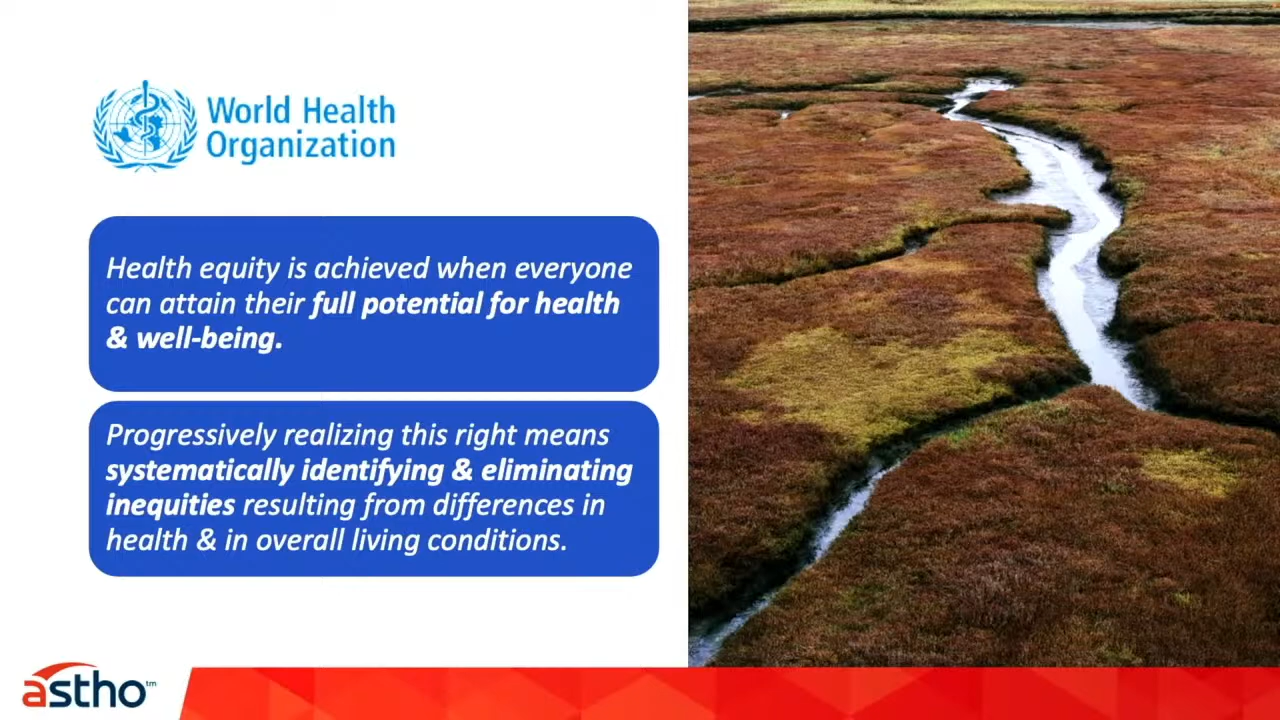 World Health
Organization
Health equity is achieved when everyone
can attain their full potential for health
& well-being.
Progressively realizing this right means
systematically identifying & eliminating
inequities resulting from differences in
health & in overall living conditions.
astho™